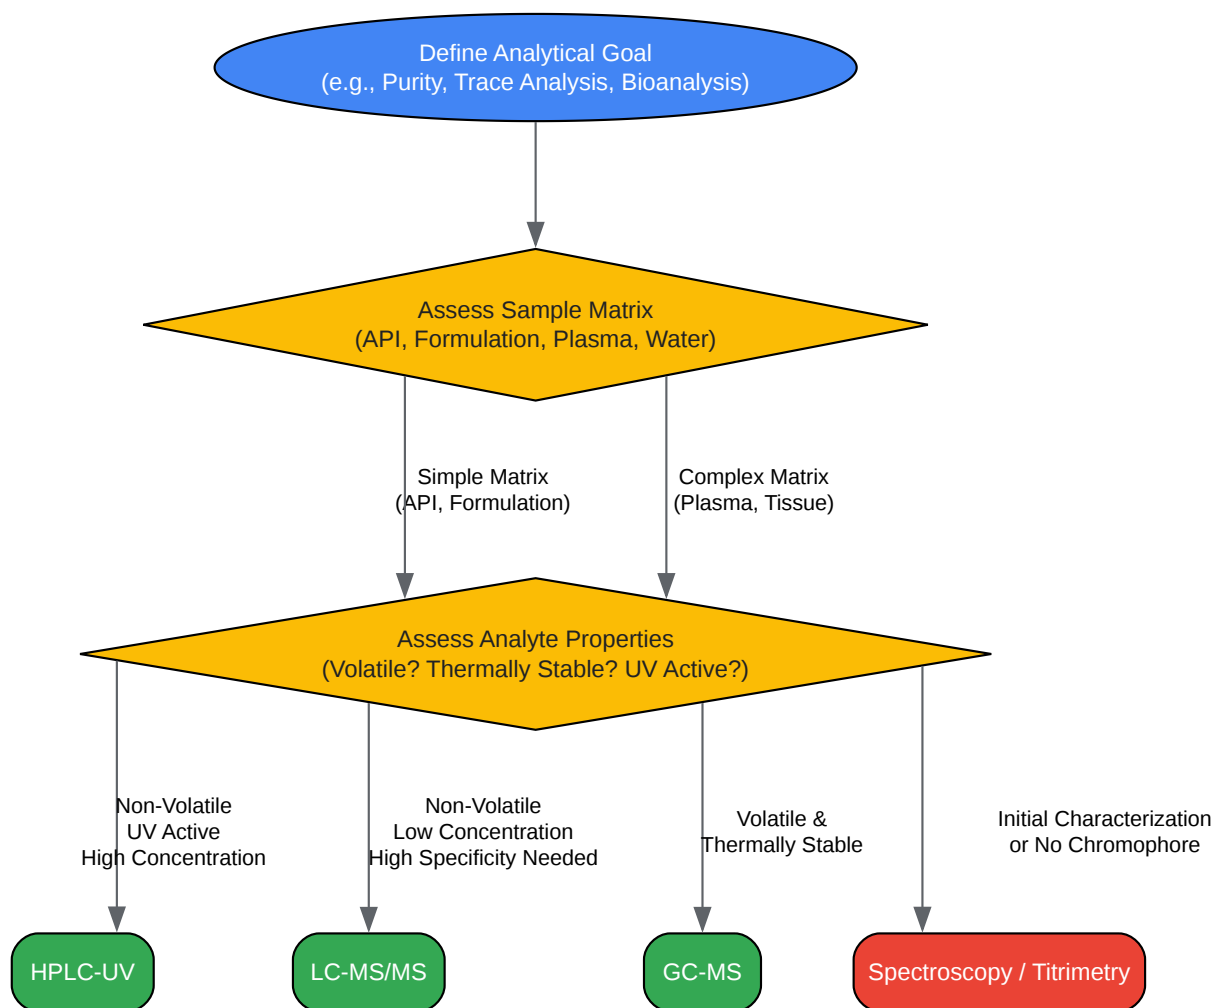 Define Analytical Goal
(e.g., Purity, Trace Analysis, Bioanalysis)
Assess Sample Matrix
(API, Formulation, Plasma, Water)
Simple Matrix
(API, Formulation)
Complex Matrix
(Plasma, Tissue)
Assess Analyte Properties
(Volatile? Thermally Stable? UV Active?)
Non-Volatile
UV Active
High Concentration
Non-Volatile
Low Concentration
High Specificity Needed
Volatile &
Thermally Stable
Initial Characterization
or No Chromophore
HPLC-UV
LC-MS/MS
GC-MS
Spectroscopy / Titrimetry